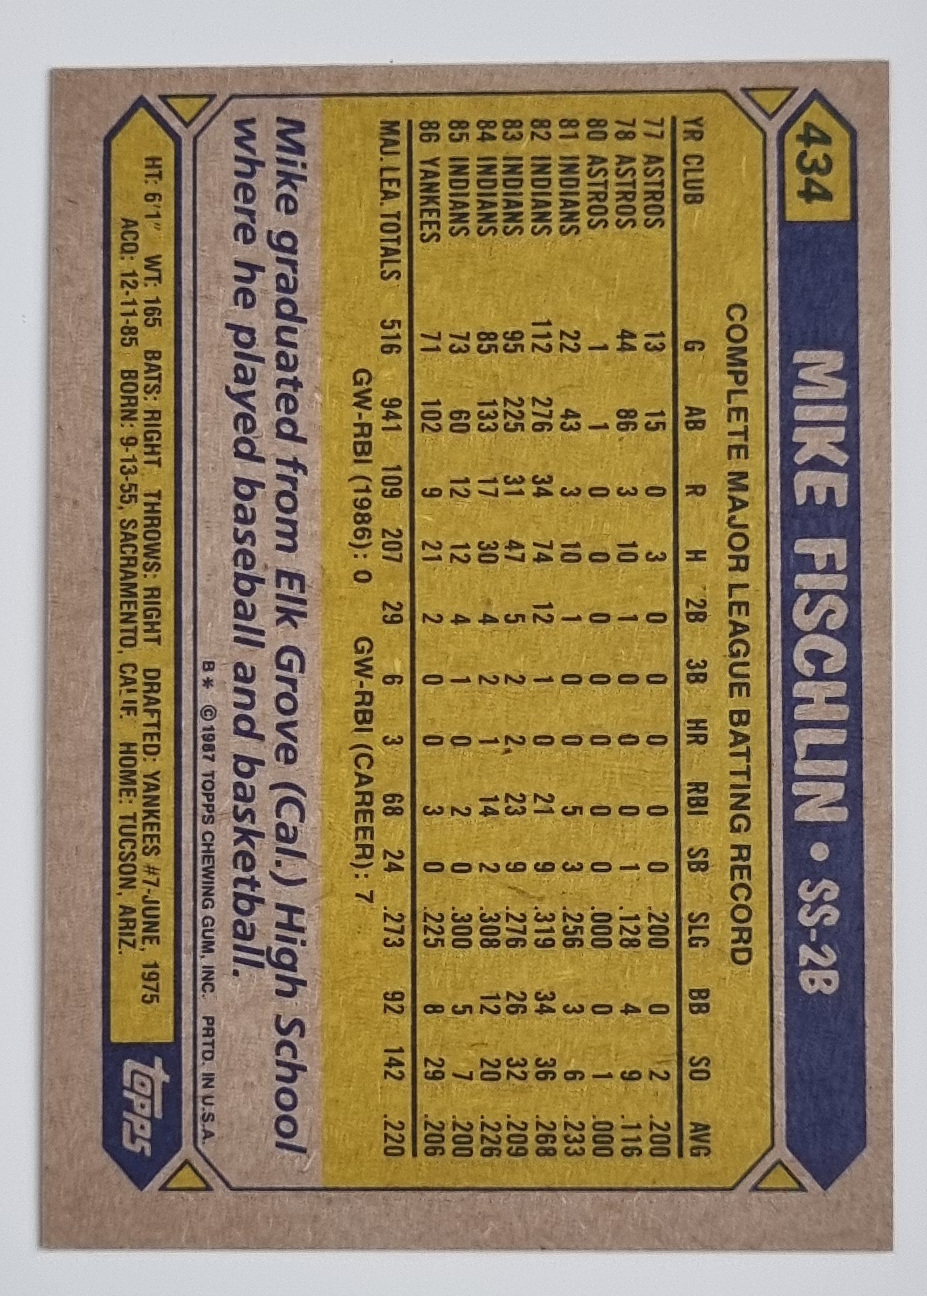 434 MIKE FISCHLIN • SS-2B
COMPLETE MAJOR LEAGUE BATTING RECORD
YR CLUB G AB R H 2B 3B HR RBI SB SLG BB SO AVG
77 ASTROS 13 15 0 3 0 0 0 0 0 .200 0 2 .200
78 ASTROS 44 86 3 10 1 0 0 0 1 .128 4 9 .116
80 ASTROS 1 1 0 0 0 0 0 0 0 .000 0 1 .000
81 INDIANS 22 43 3 10 1 0 0 5 3 .256 3 6 .233
82 INDIANS 112 276 34 74 12 1 0 21 9 .319 34 36 .268
83 INDIANS 95 225 31 47 5 2 2 23 9 .276 26 32 .209
84 INDIANS 85 133 17 30 4 2 1 14 2 .308 12 20 .226
85 INDIANS 73 60 12 12 4 1 0 2 0 .300 5 7 .200
86 YANKEES 71 102 9 21 2 0 0 3 0 .225 8 29 .206
MAJ. LEA. TOTALS 516 941 109 207 29 6 3 68 24 .273 92 142 .220
GW-RBI (1986): 0 GW-RBI (CAREER): 7
Mike graduated from Elk Grove (Cal.) High School
where he played baseball and basketball.
B* © 1987 TOPPS CHEWING GUM, INC. PRTD. IN U.S.A.
HT: 6'1" WT: 165 BATS: RIGHT THROWS: RIGHT DRAFTED: YANKEES #7-JUNE, 1975
ACQ: 12-11-85 BORN: 9-13-55, SACRAMENTO, CALIF. HOME: TUCSON, ARIZ.
topps